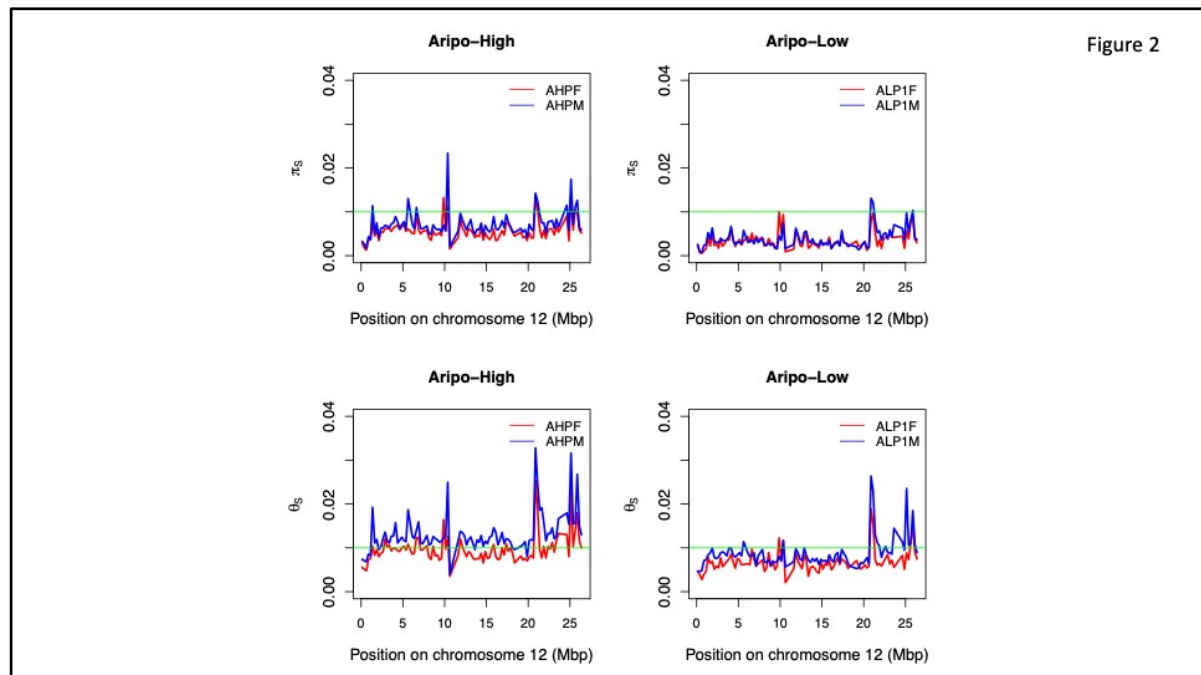 Figure 2
Aripo-High
AHPF
AHPM
0.04
0.02
0.00
πS
0 5 10 15 20 25
Position on chromosome 12 (Mbp)
Aripo-Low
ALP1F
ALP1M
0.04
0.02
0.00
πS
0 5 10 15 20 25
Position on chromosome 12 (Mbp)
Aripo-High
AHPF
AHPM
0.04
0.02
0.00
θS
0 5 10 15 20 25
Position on chromosome 12 (Mbp)
Aripo-Low
ALP1F
ALP1M
0.04
0.02
0.00
θS
0 5 10 15 20 25
Position on chromosome 12 (Mbp)